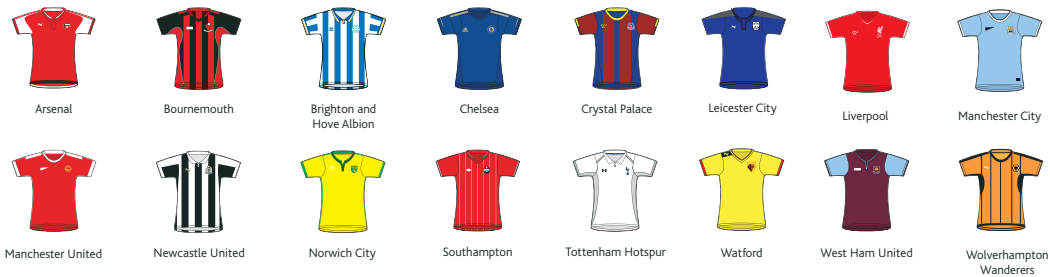 Arsenal
Bournemouth
Brighton and
Hove Albion
Chelsea
Crystal Palace
Leicester City
Liverpool
Manchester City
Manchester United
Newcastle United
Norwich City
Southampton
Tottenham Hotspur
Watford
West Ham United
Wolverhampton
Wanderers